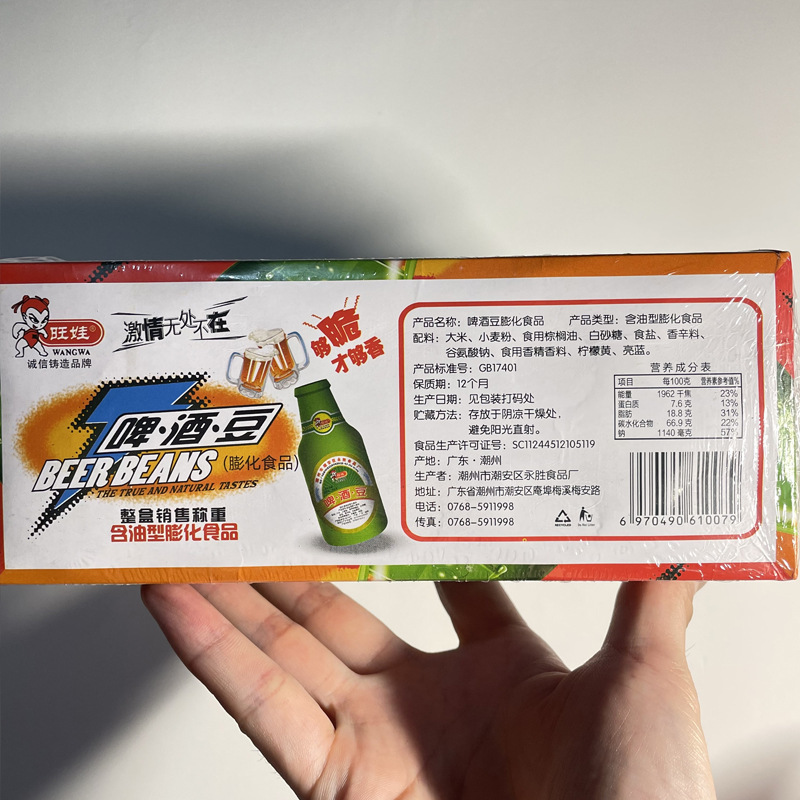 旺娃®
WANGWA
诚信铸造品牌
激情无处不在
够脆
才够香
啤·酒·豆
BEER BEANS
(膨化食品)
THE TRUE AND NATURAL TASTES
整盒销售称重
含油型膨化食品
啤酒豆
产品名称：啤酒豆膨化食品 产品类型：含油型膨化食品
配料：大米、小麦粉、食用棕榈油、白砂糖、食盐、香辛料、
谷氨酸钠、食用香精香料、柠檬黄、亮蓝。
产品标准号：GB17401
保质期：12个月
生产日期：见包装打码处
贮藏方法：存放于阴凉干燥处、
避免阳光直射。
食品生产许可证号：SC11244512105119
产地：广东·潮州
生产者：潮州市潮安区永胜食品厂
地址：广东省潮州市潮安区庵埠梅溪梅安路
电话：0768-5911998
传真：0768-5911998
营养成分表
项目 每100克 营养素参考值%
能量 1962 千焦 23%
蛋白质 7.6 克 13%
脂肪 18.8 克 31%
碳水化合物 66.9 克 22%
钠 1140 毫克 57%
6 970490 610079